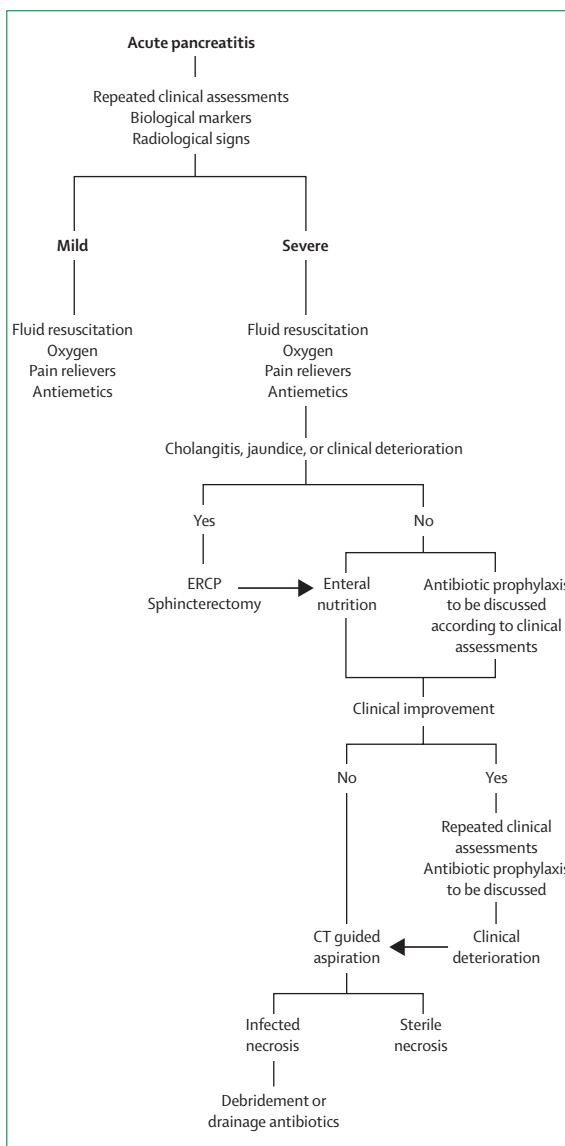 Acute pancreatitis
Repeated clinical assessments
Biological markers
Radiological signs
Mild
Severe
Fluid resuscitation
Oxygen
Pain relievers
Antiemetics
Fluid resuscitation
Oxygen
Pain relievers
Antiemetics
Cholangitis, jaundice, or clinical deterioration
Yes
No
ERCP
Sphincterectomy
Enteral
nutrition
Antibiotic prophylaxis
to be discussed
according to clinical
assessments
Clinical improvement
No
Yes
Repeated clinical
assessments
Antibiotic prophylaxis
to be discussed
CT guided
aspiration
Clinical
deterioration
Infected
necrosis
Sterile
necrosis
Debridement or
drainage antibiotics